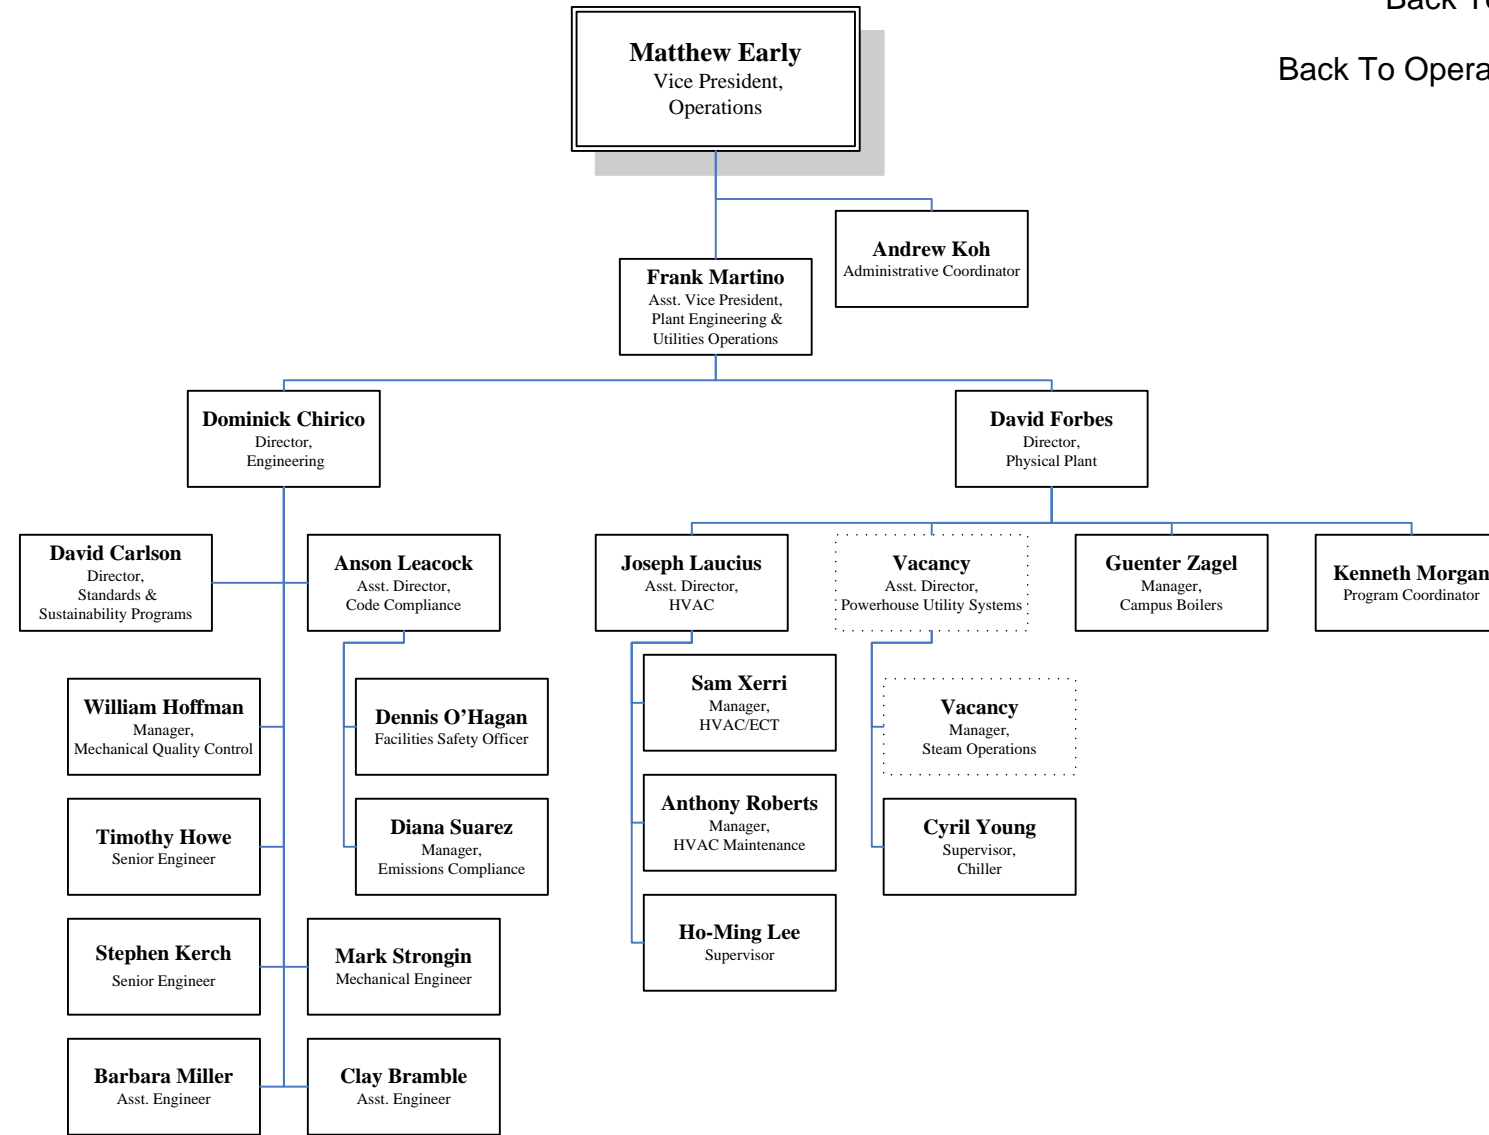 Back To
Back To Opera
Matthew Early
Vice President,
Operations
Andrew Koh
Administrative Coordinator
Frank Martino
Asst. Vice President,
Plant Engineering &
Utilities Operations
Dominick Chirico
Director,
Engineering
David Forbes
Director,
Physical Plant
David Carlson
Director,
Standards &
Sustainability Programs
Anson Leacock
Asst. Director,
Code Compliance
Joseph Laucius
Asst. Director,
HVAC
Vacancy
Asst. Director,
Powerhouse Utility Systems
Guenter Zagel
Manager,
Campus Boilers
Kenneth Morgan
Program Coordinator
William Hoffman
Manager,
Mechanical Quality Control
Dennis O’Hagan
Facilities Safety Officer
Sam Xerri
Manager,
HVAC/ECT
Vacancy
Manager,
Steam Operations
Timothy Howe
Senior Engineer
Diana Suarez
Manager,
Emissions Compliance
Anthony Roberts
Manager,
HVAC Maintenance
Cyril Young
Supervisor,
Chiller
Stephen Kerch
Senior Engineer
Mark Strongin
Mechanical Engineer
Ho-Ming Lee
Supervisor
Barbara Miller
Asst. Engineer
Clay Bramble
Asst. Engineer